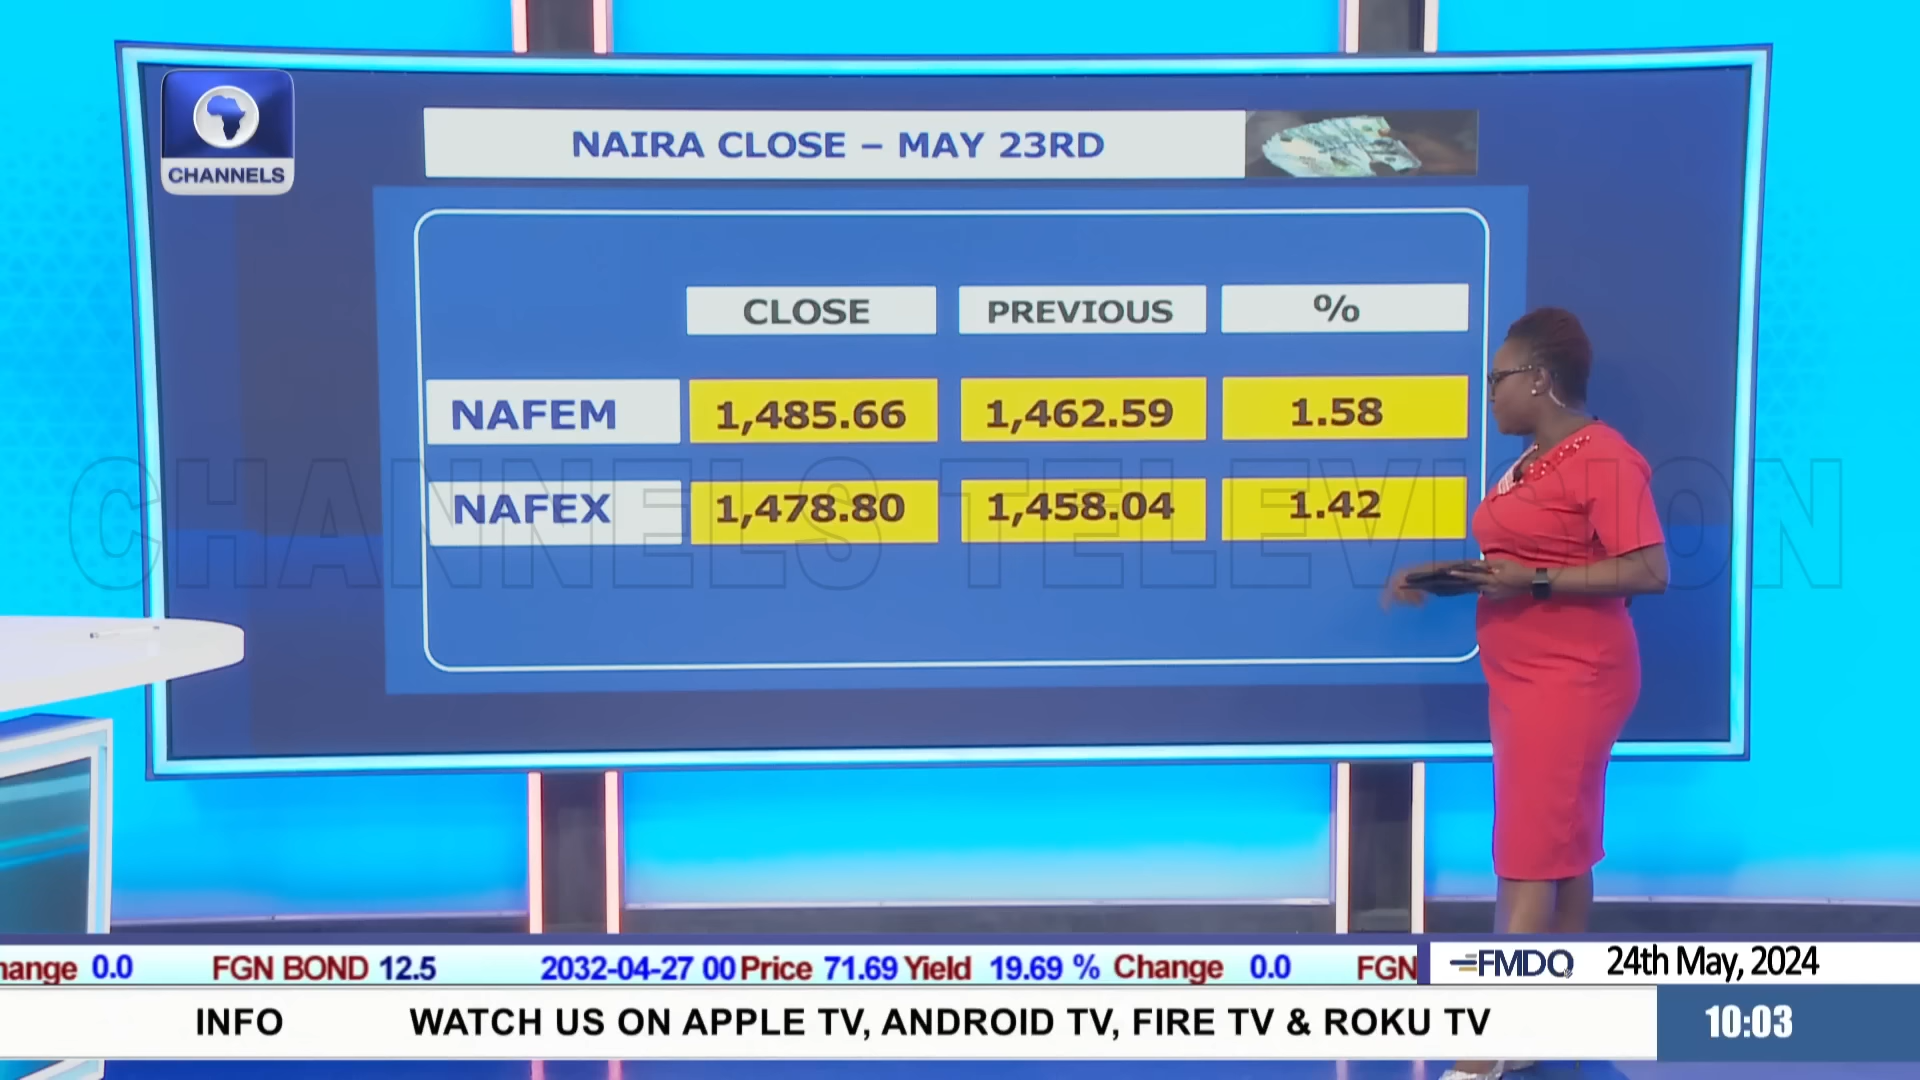 CHANNELS
NAIRA CLOSE – MAY 23RD
CLOSE PREVIOUS %
NAFEM 1,485.66 1,462.59 1.58
NAFEX 1,478.80 1,458.04 1.42
CHANNELS TELEVISION
hange 0.0 FGN BOND 12.5 2032-04-27 00 Price 71.69 Yield 19.69 % Change 0.0 FGN
FMDQ 24th May, 2024
INFO WATCH US ON APPLE TV, ANDROID TV, FIRE TV & ROKU TV
10:03